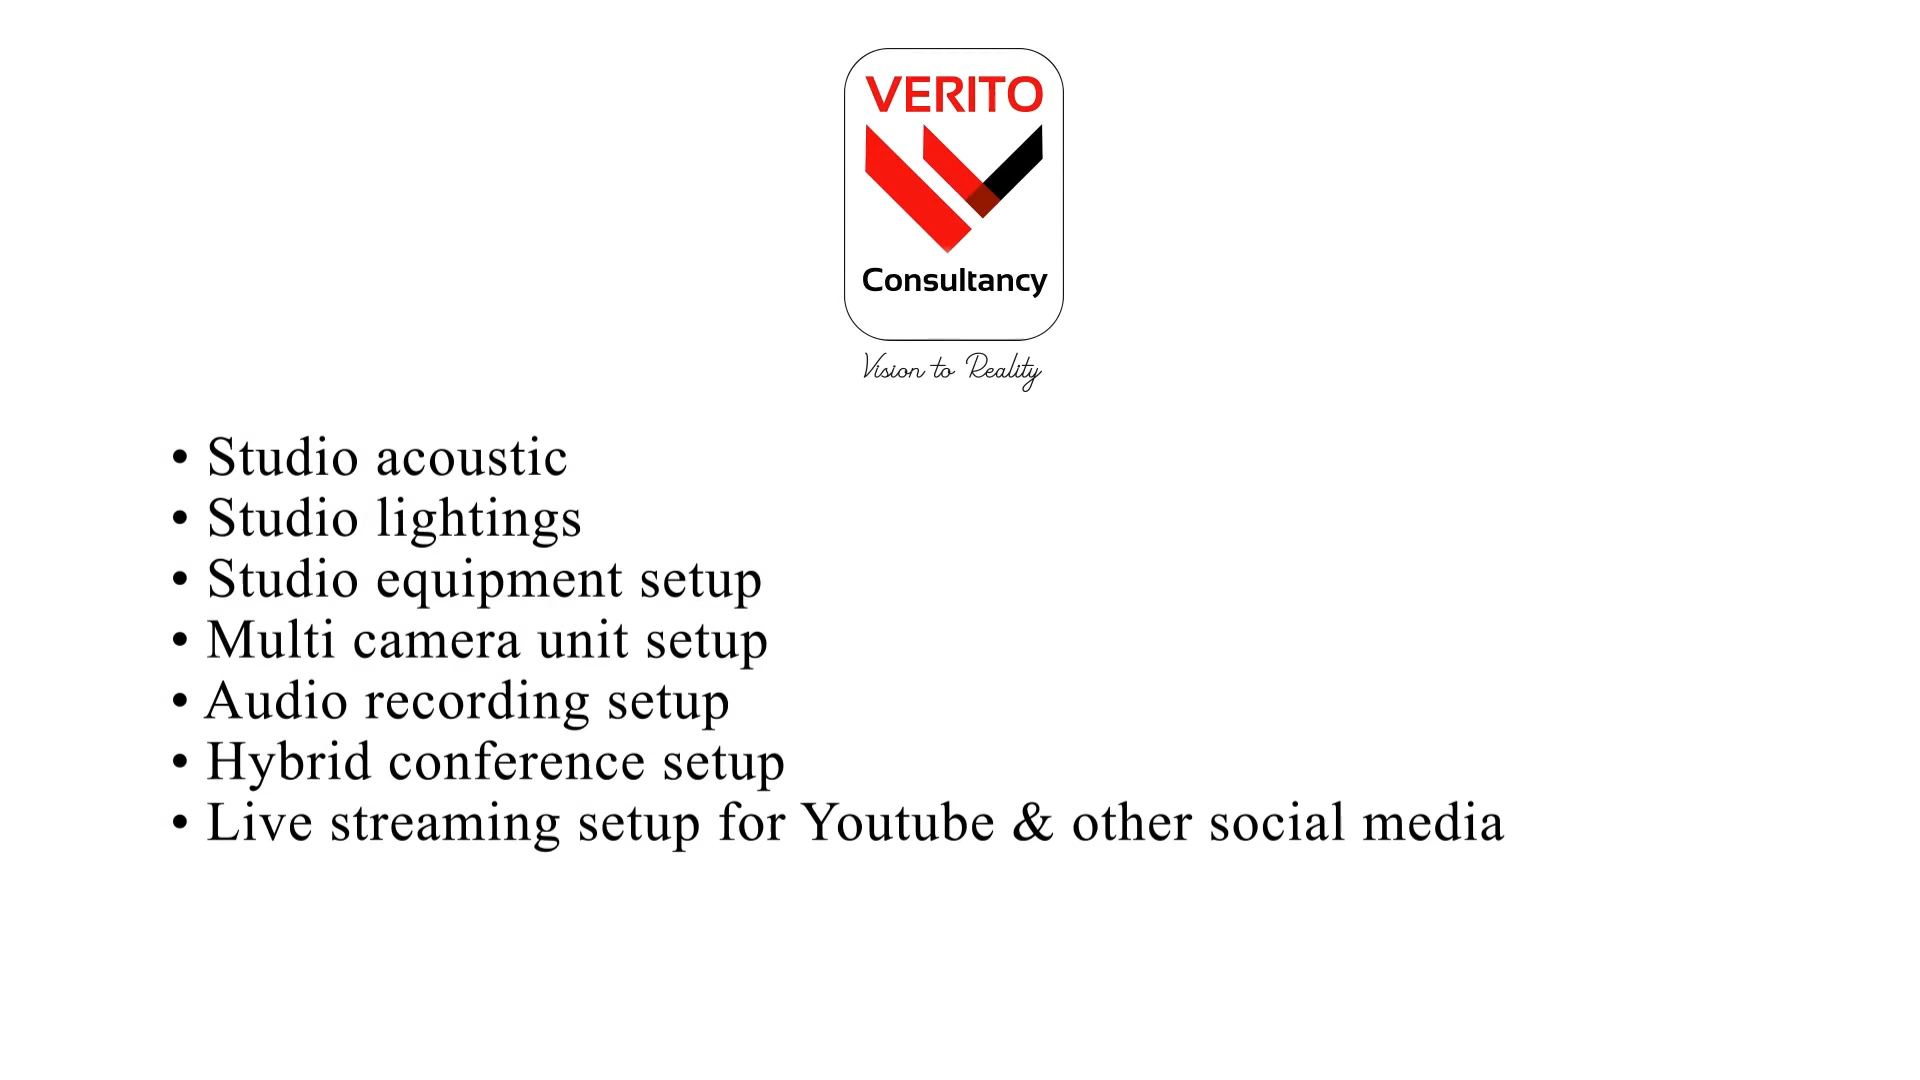 VERITO
Consultancy
Vision to Reality
• Studio acoustic
• Studio lightings
• Studio equipment setup
• Multi camera unit setup
• Audio recording setup
• Hybrid conference setup
• Live streaming setup for Youtube & other social media